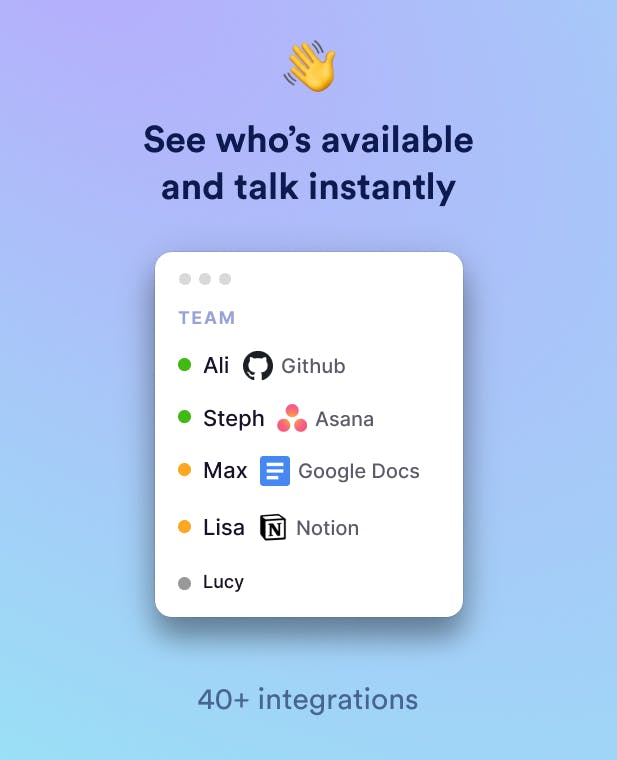 See who's available
and talk instantly
TEAM
Ali Github
Steph Asana
Max Google Docs
Lisa N Notion
Lucy
40+ integrations